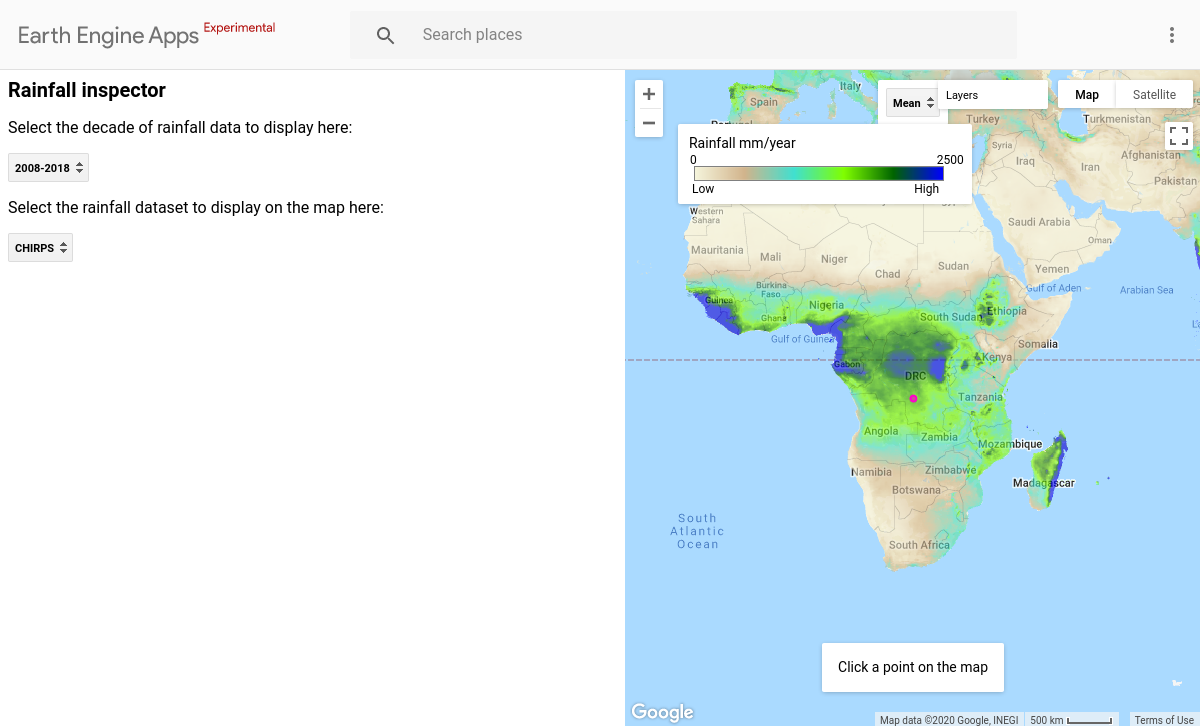 Earth Engine Apps Experimental
Search places
Rainfall inspector
Select the decade of rainfall data to display here:
2008-2018
Select the rainfall dataset to display on the map here:
CHIRPS
+
−
Mean
Layers
Map
Satellite
Rainfall mm/year
0
2500
Low
High
Italy
Spain
Turkey
Turkmenistan
Syria
Iraq
Iran
Afghanistan
Pakistan
Western
Sahara
Saudi Arabia
Oman
Mauritania
Mali
Niger
Chad
Sudan
Yemen
Gulf of Aden
Arabian Sea
Burkina
Faso
Guinea
Ghana
Nigeria
South Sudan
Ethiopia
Gulf of Guinea
Somalia
Gabon
Kenya
DRC
Tanzania
Angola
Zambia
Mozambique
Namibia
Zimbabwe
Botswana
Madagascar
South
Atlantic
Ocean
South Africa
Click a point on the map
Google
Map data ©2020 Google, INEGI
500 km
Terms of Use